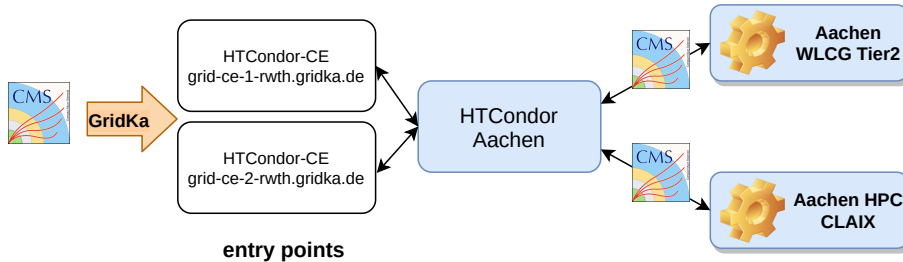 CMS
GridKa
HTCondor-CE
grid-ce-1-rwth.gridka.de
HTCondor-CE
grid-ce-2-rwth.gridka.de
entry points
HTCondor
Aachen
CMS
Aachen
WLCG Tier2
CMS
Aachen HPC
CLAIX